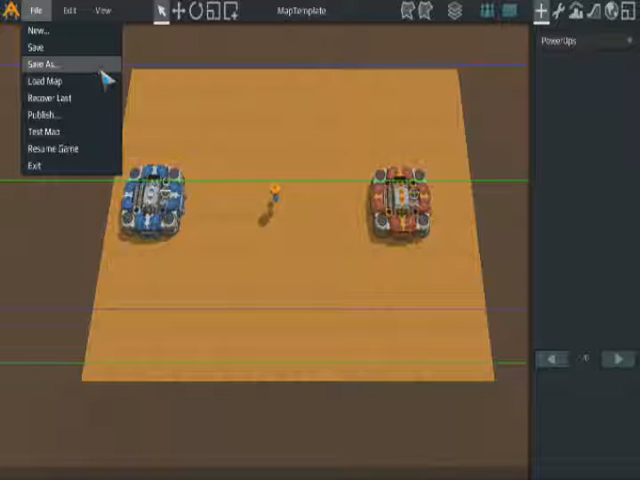 File Edit View MapTemplate
New...
Save
Save As...
Load Map
Recover Last
Publish...
Test Map
Resume Game
Exit
PowerUps